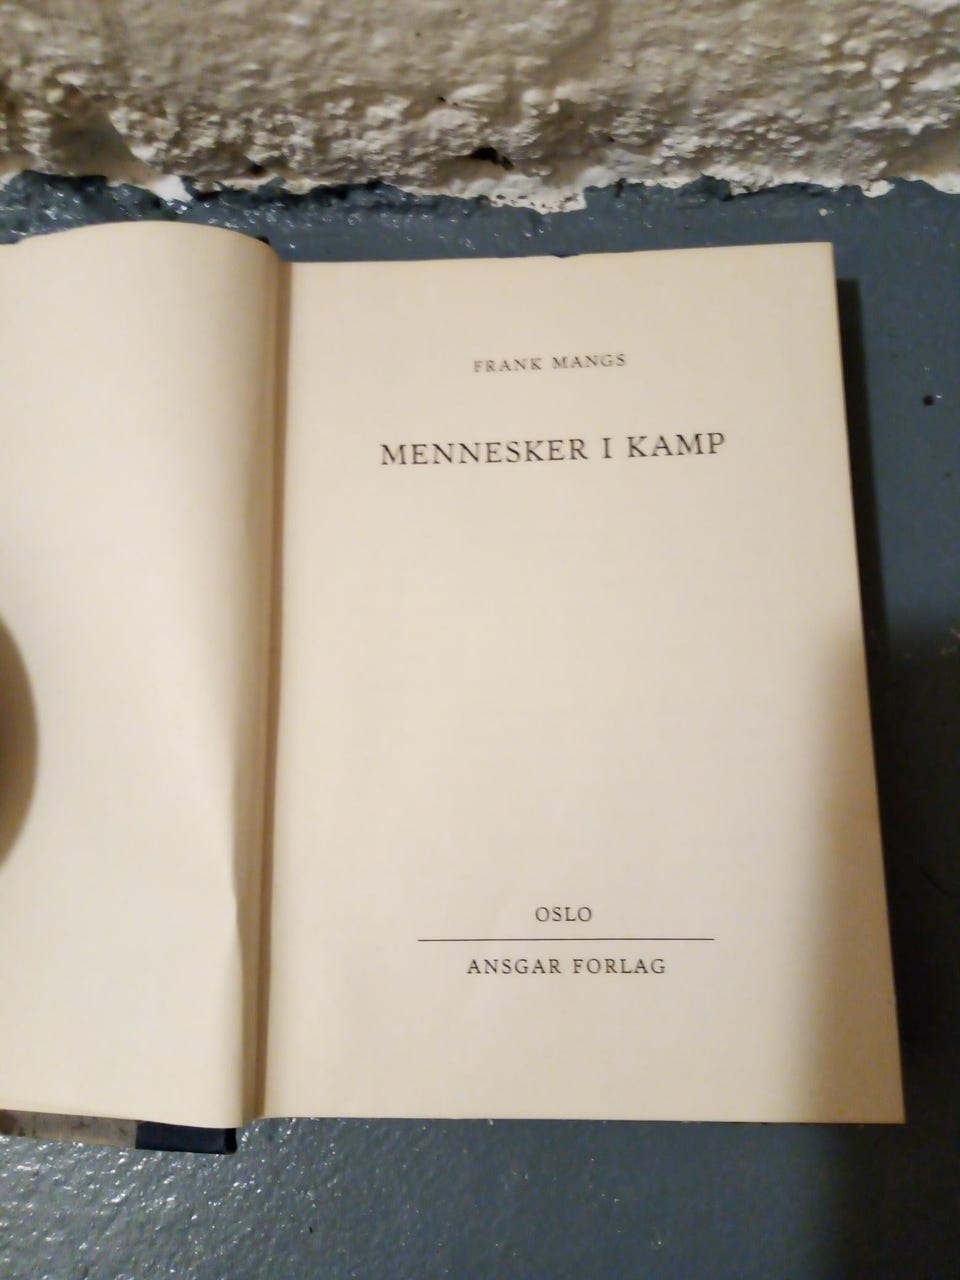 FRANK MANGS
MENNESKER I KAMP
OSLO
ANSGAR FORLAG